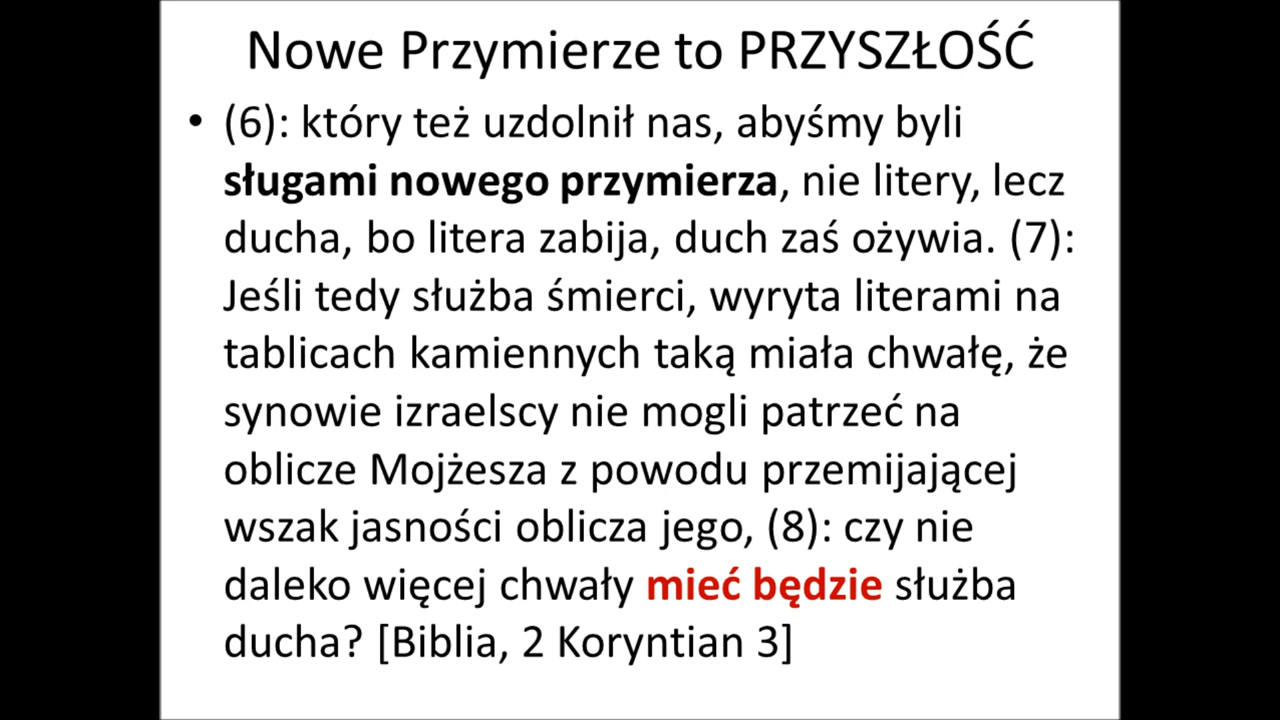 Nowe Przymierze to PRZYSZŁOŚĆ
• (6): który też uzdolnił nas, abyśmy byli
sługami nowego przymierza, nie litery, lecz
ducha, bo litera zabija, duch zaś ożywia. (7):
Jeśli tedy służba śmierci, wyryta literami na
tablicach kamiennych taką miała chwałę, że
synowie izraelscy nie mogli patrzeć na
oblicze Mojżesza z powodu przemijającej
wszak jasności oblicza jego, (8): czy nie
daleko więcej chwały mieć będzie służba
ducha? [Biblia, 2 Koryntian 3]